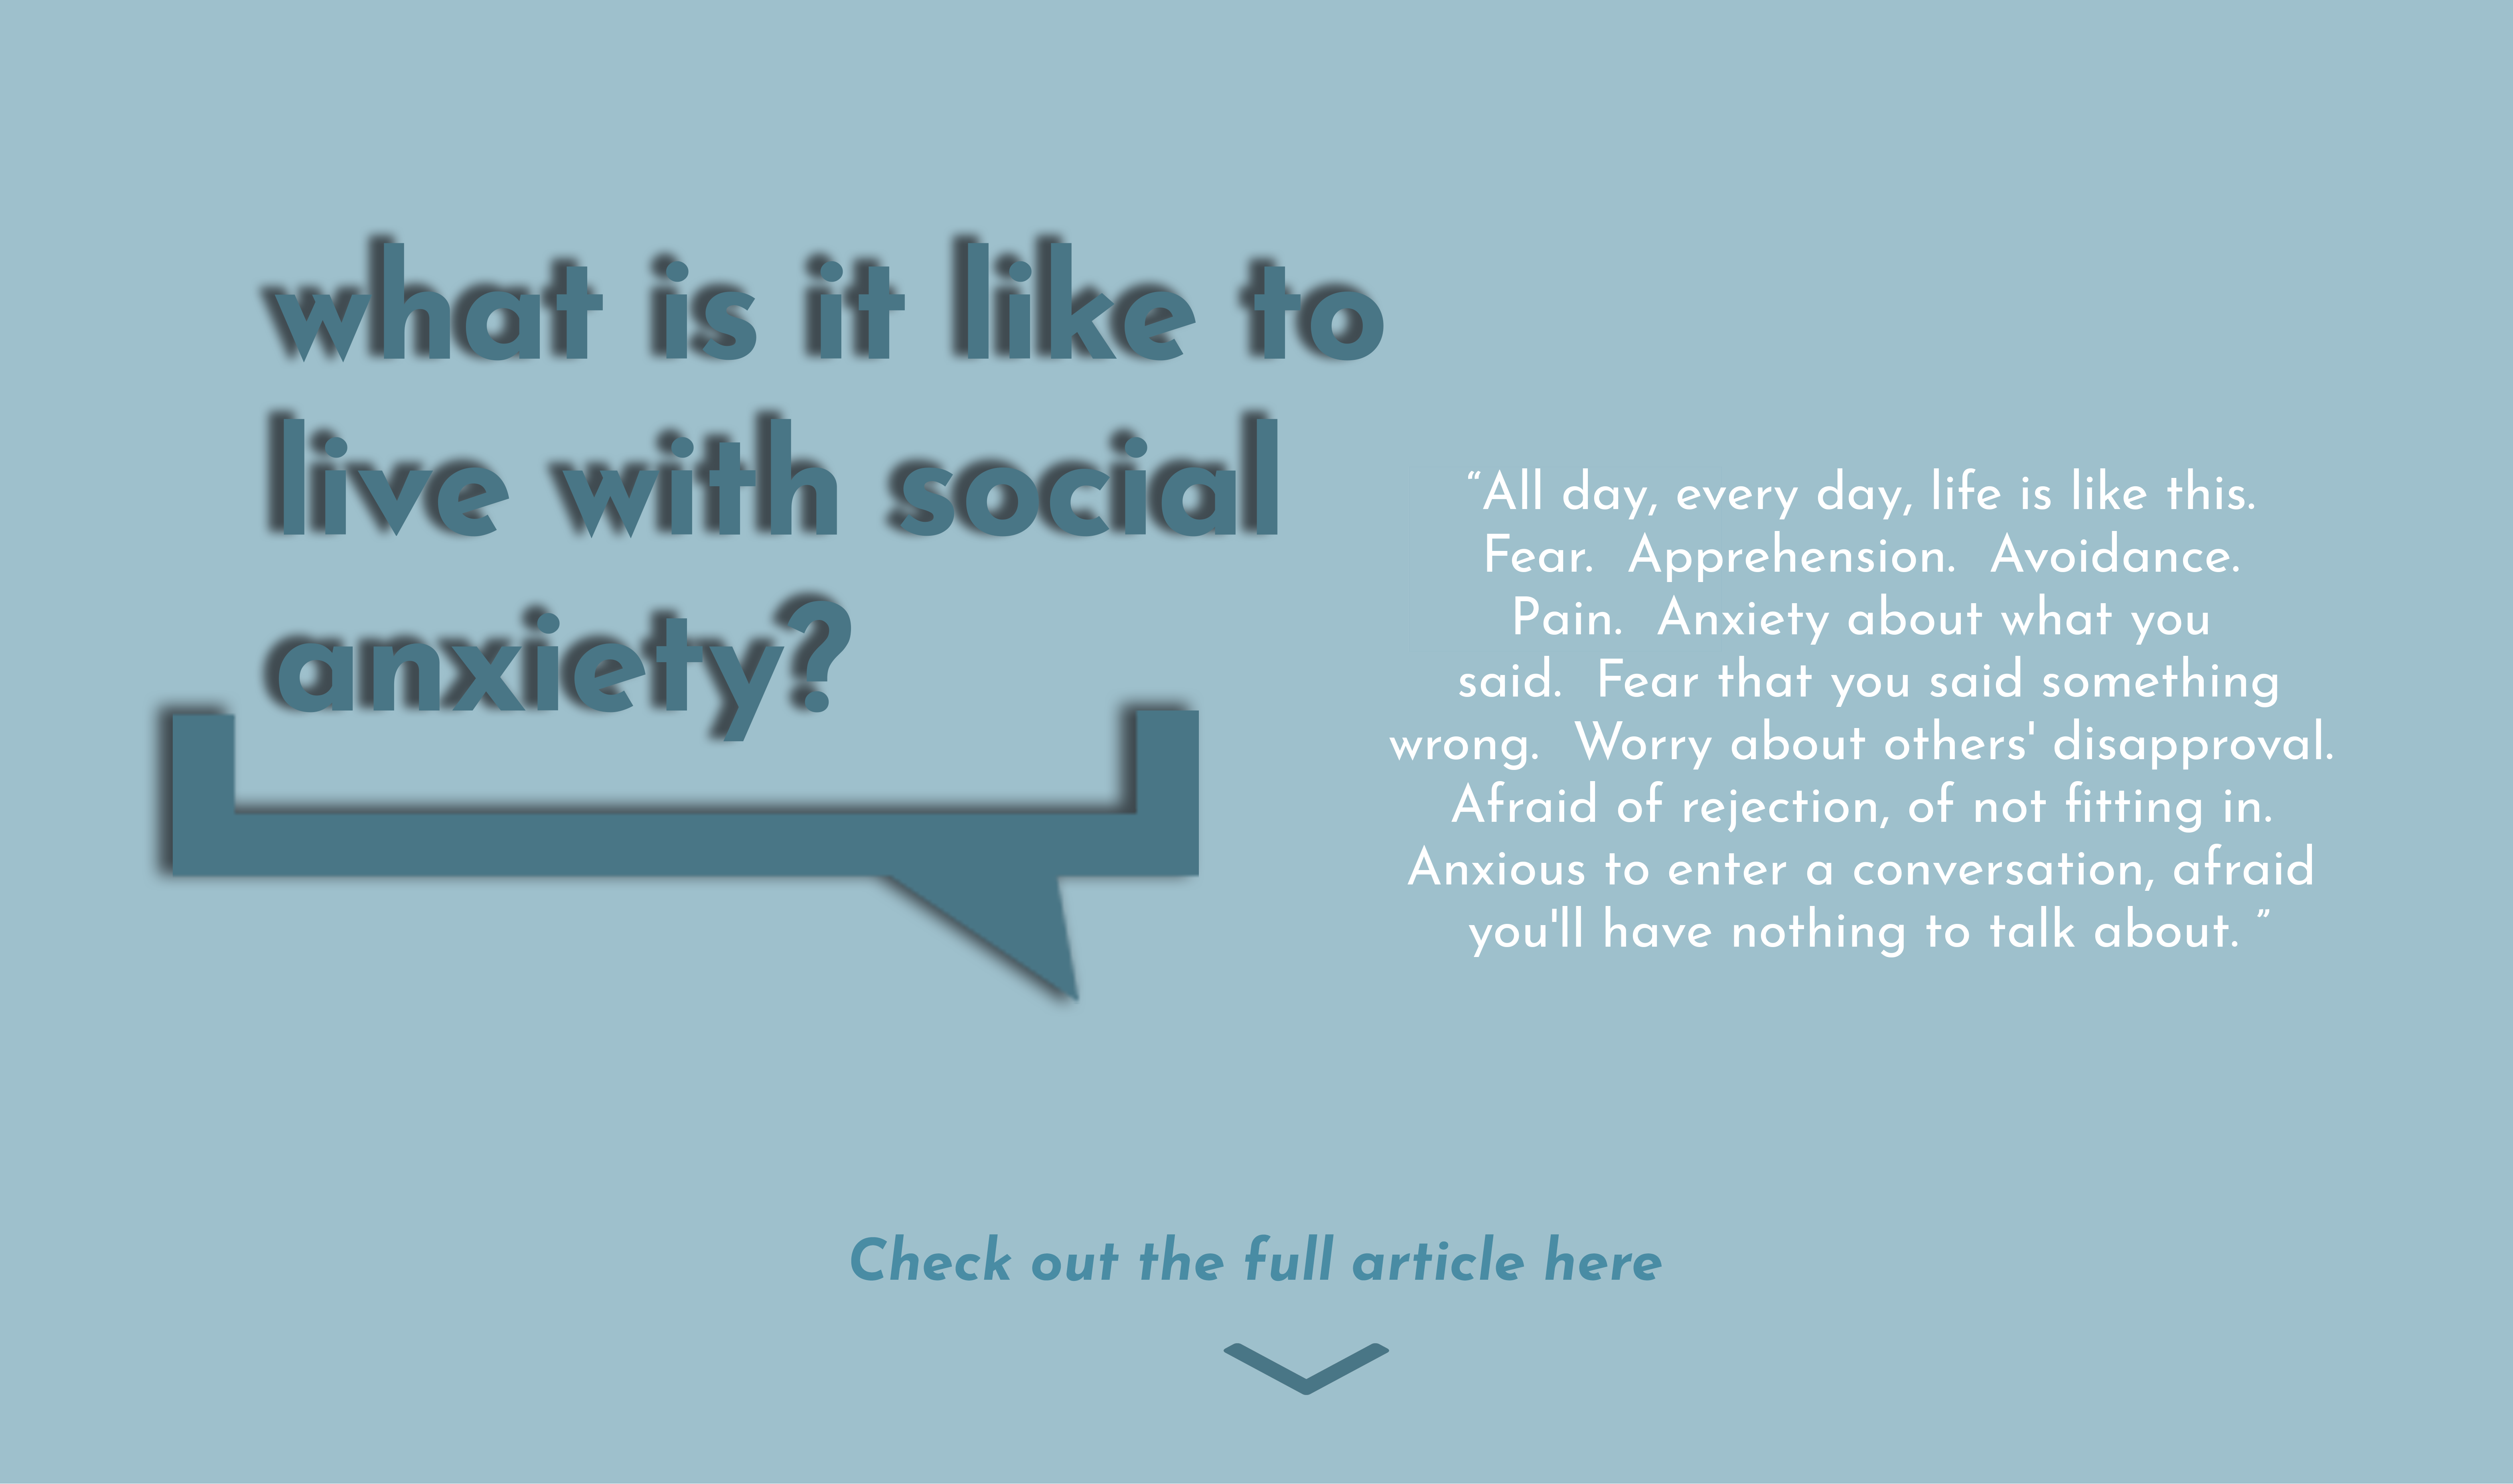 what is it like to
live with social
anxiety?
“All day, every day, life is like this.
Fear.  Apprehension.  Avoidance.
Pain.  Anxiety about what you
said.  Fear that you said something
wrong.  Worry about others' disapproval.
Afraid of rejection, of not fitting in.
Anxious to enter a conversation, afraid
you'll have nothing to talk about. ”
Check out the full article here